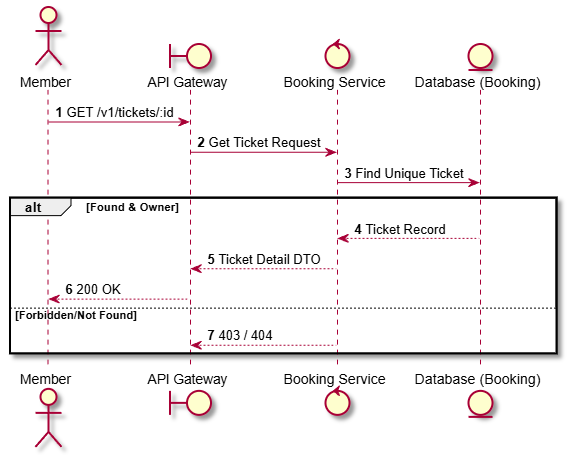 Member API Gateway Booking Service Database (Booking)
1 GET /v1/tickets/:id
2 Get Ticket Request
3 Find Unique Ticket
alt [Found & Owner]
4 Ticket Record
5 Ticket Detail DTO
6 200 OK
[Forbidden/Not Found]
7 403 / 404
Member API Gateway Booking Service Database (Booking)